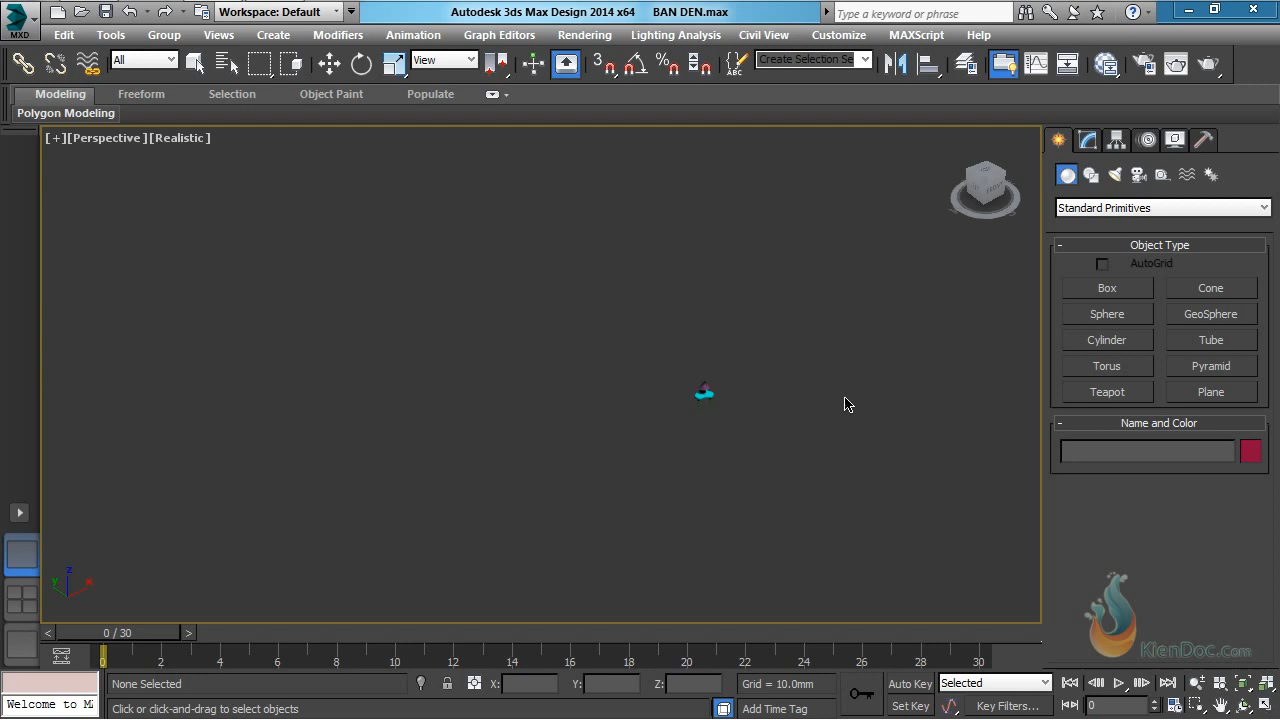 MXD
Workspace: Default
Autodesk 3ds Max Design 2014 x64 BAN DEN.max
Type a keyword or phrase
Edit Tools Group Views Create Modifiers Animation Graph Editors Rendering Lighting Analysis Civil View Customize MAXScript Help
All View 3 Create Selection Se
Modeling Freeform Selection Object Paint Populate
Polygon Modeling
[+][Perspective][Realistic]
Standard Primitives
- Object Type
AutoGrid
Box Cone
Sphere GeoSphere
Cylinder Tube
Torus Pyramid
Teapot Plane
- Name and Color
z
y x
KienDoc.com
< 0 / 30 >
0 2 4 6 8 10 12 14 16 18 20 22 24 26 28 30
None Selected X: Y: Z: Grid = 10.0mm Auto Key Selected
Welcome to M Click or click-and-drag to select objects Add Time Tag Set Key Key Filters... 0